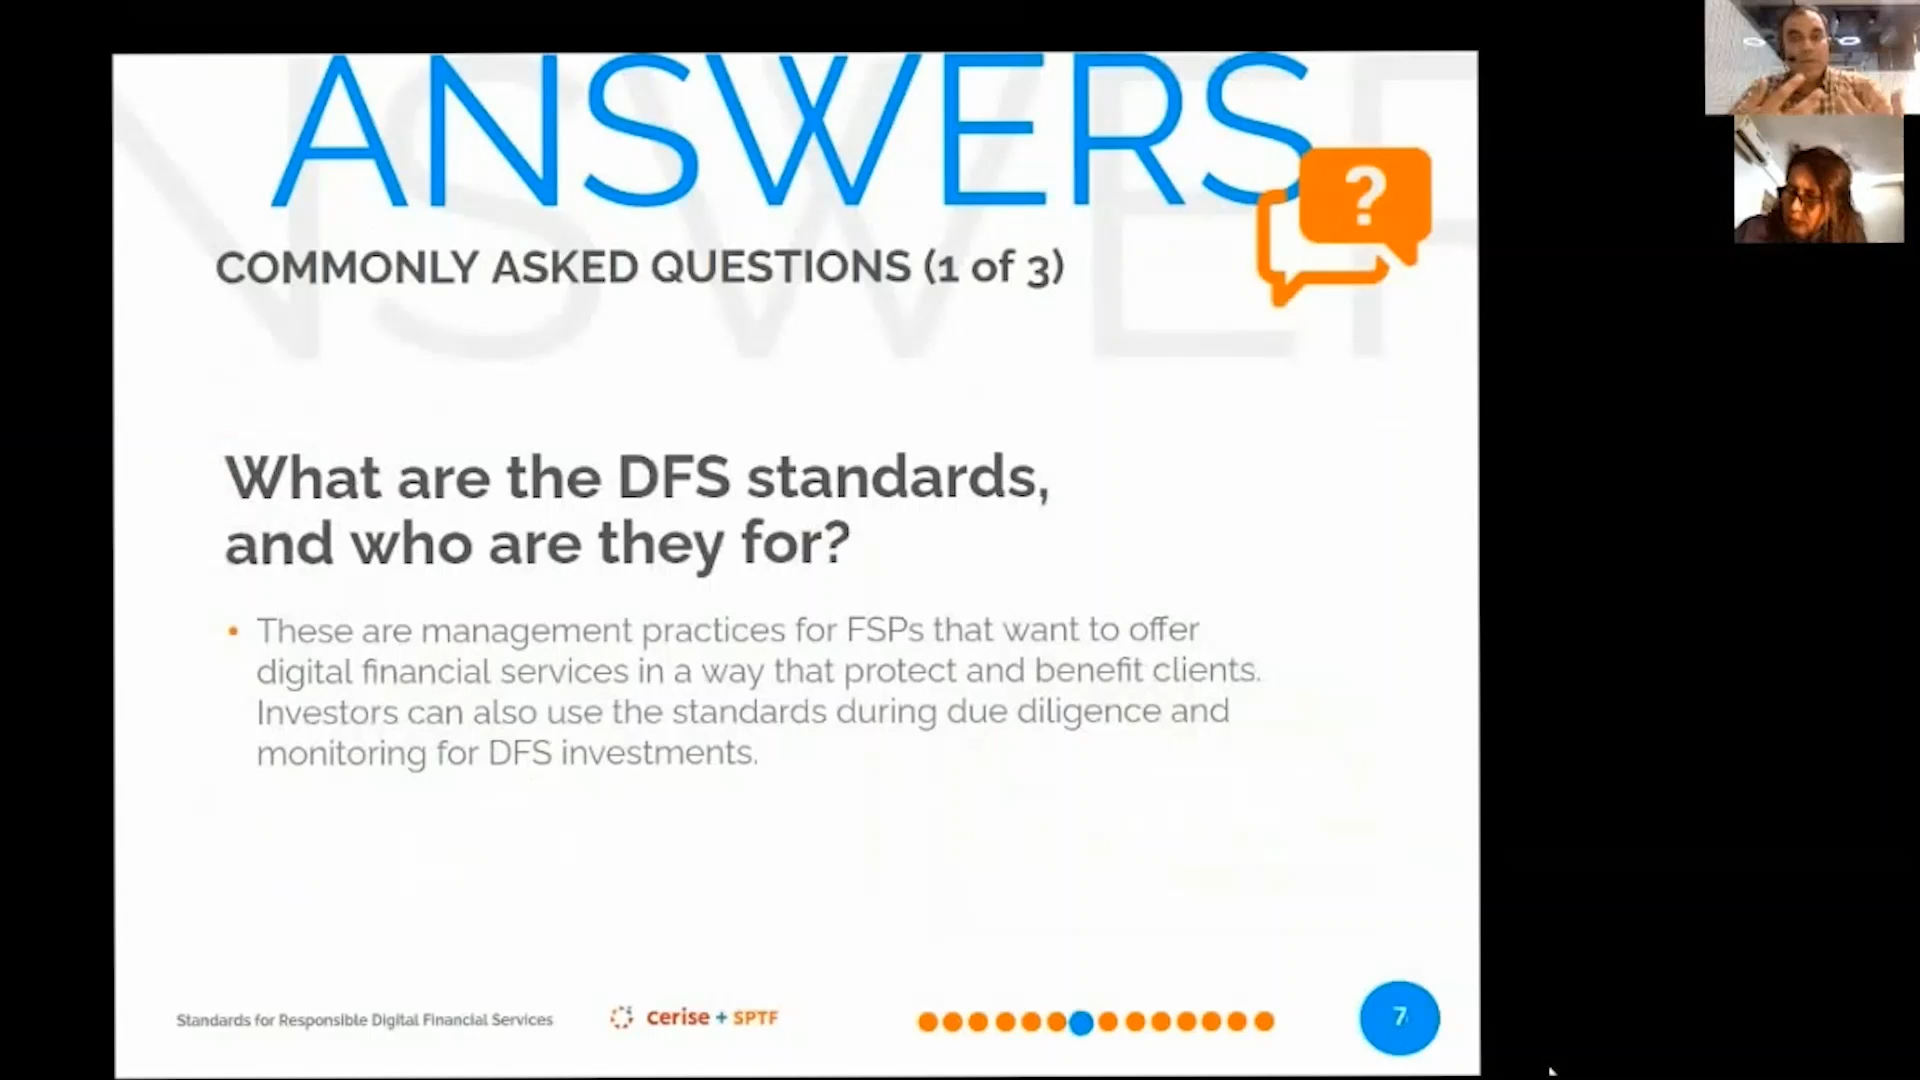 ANSWERS
?
COMMONLY ASKED QUESTIONS (1 of 3)
What are the DFS standards,
and who are they for?
• These are management practices for FSPs that want to offer
digital financial services in a way that protect and benefit clients.
Investors can also use the standards during due diligence and
monitoring for DFS investments.
Standards for Responsible Digital Financial Services
cerise + SPTF
7